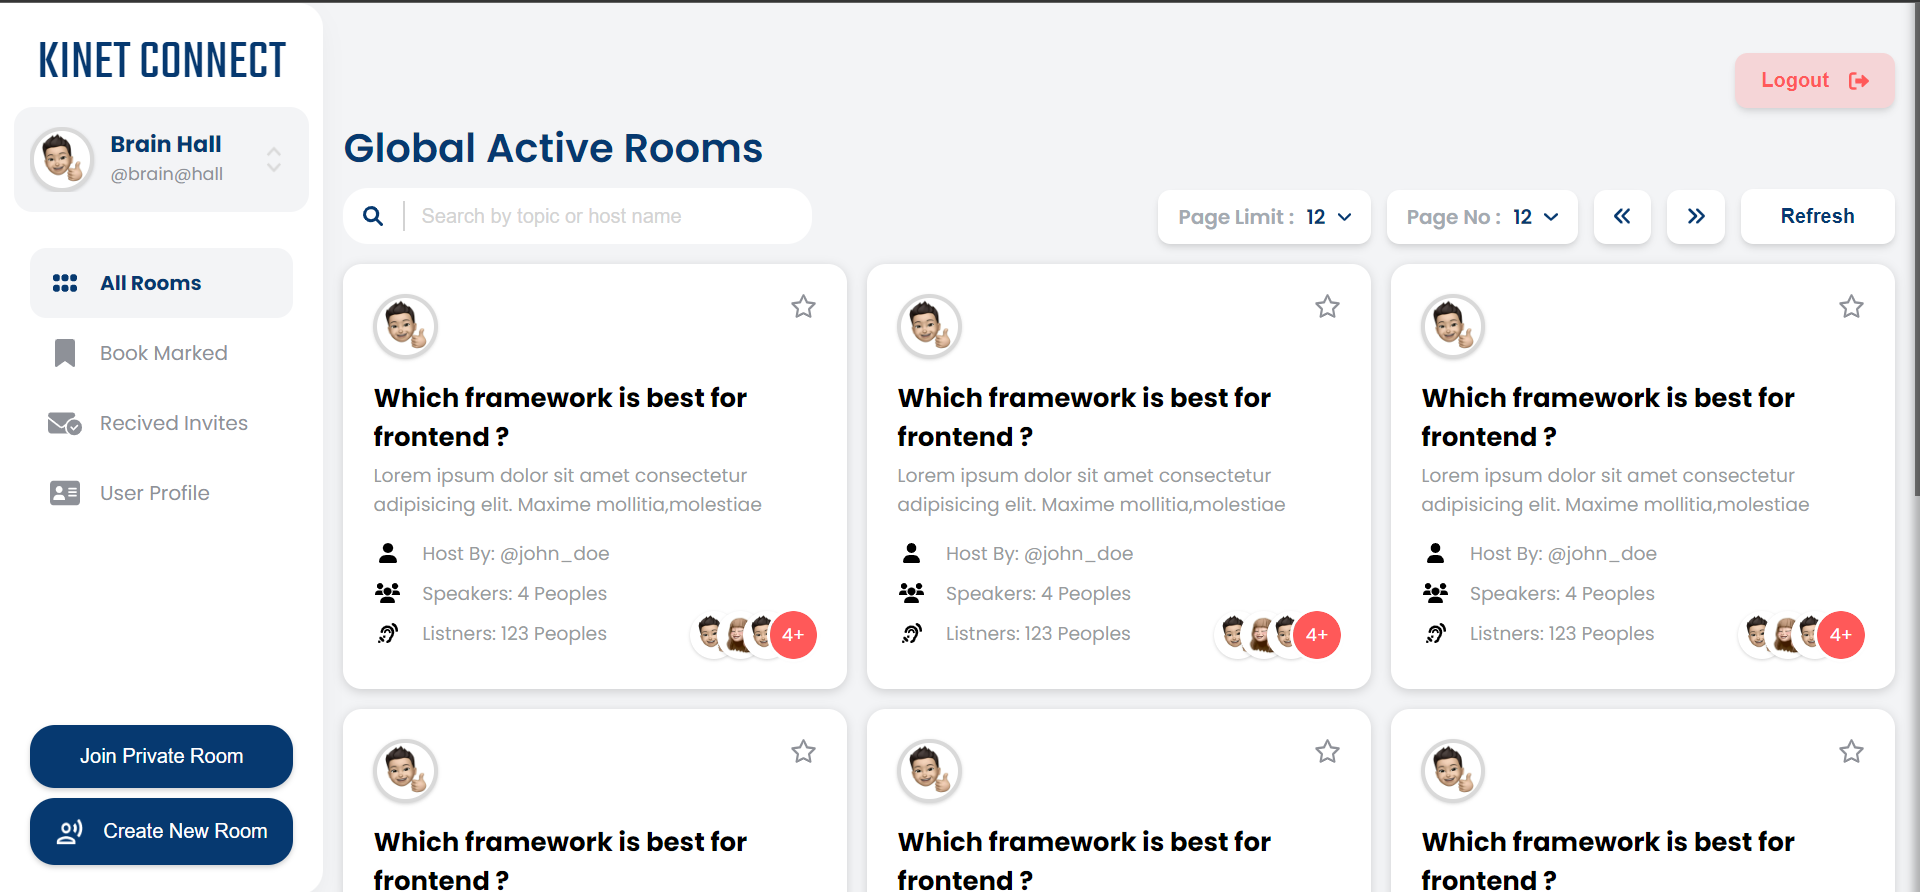 KINET CONNECT
Brain Hall
@brain@hall
All Rooms
Book Marked
Recived Invites
User Profile
Join Private Room
Create New Room
Logout
Global Active Rooms
Search by topic or host name
Page Limit : 12
Page No : 12
Refresh
Which framework is best for
frontend ?
Lorem ipsum dolor sit amet consectetur
adipisicing elit. Maxime mollitia,molestiae
Host By: @john_doe
Speakers: 4 Peoples
Listners: 123 Peoples
4+
Which framework is best for
frontend ?
Lorem ipsum dolor sit amet consectetur
adipisicing elit. Maxime mollitia,molestiae
Host By: @john_doe
Speakers: 4 Peoples
Listners: 123 Peoples
4+
Which framework is best for
frontend ?
Lorem ipsum dolor sit amet consectetur
adipisicing elit. Maxime mollitia,molestiae
Host By: @john_doe
Speakers: 4 Peoples
Listners: 123 Peoples
4+
Which framework is best for
frontend ?
Which framework is best for
frontend ?
Which framework is best for
frontend ?